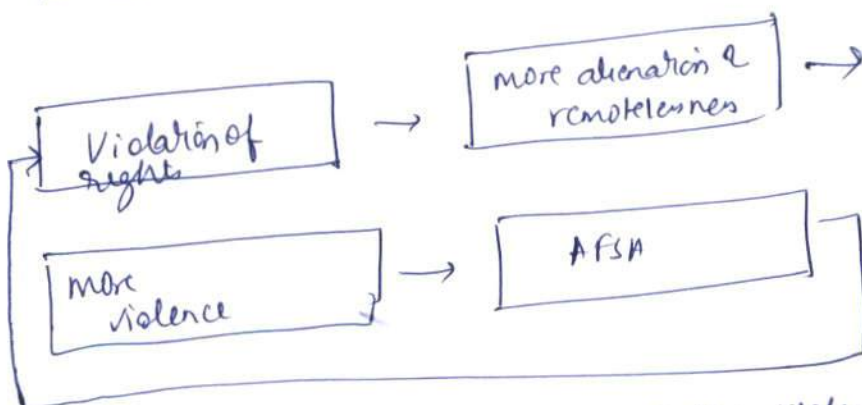 Violation of
rights
more alienation &
remotelessness
more
violence
AFSA